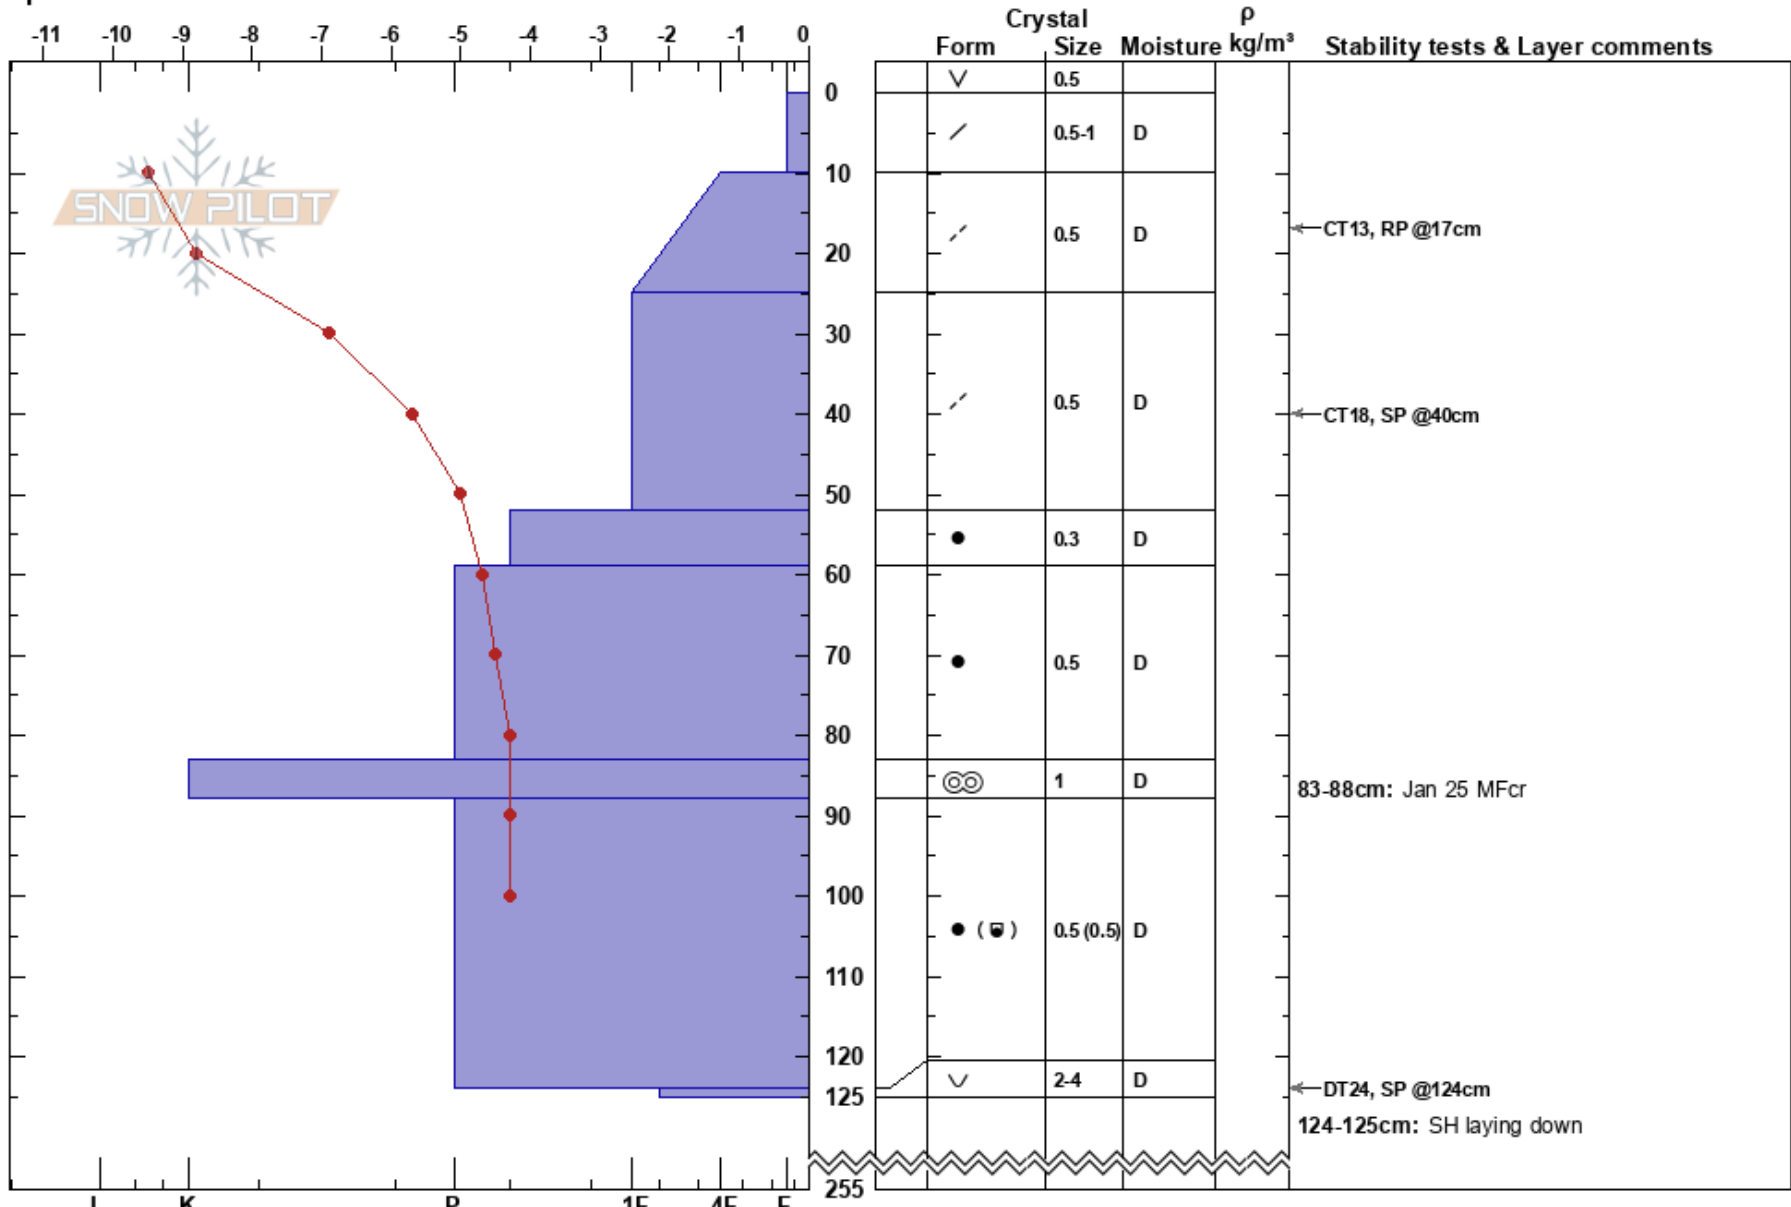 -11 -10 -9 -8 -7 -6 -5 -4 -3 -2 -1 0
Crystal ρ
Form Size Moisture kg/m³ Stability tests & Layer comments
SNOW PILOT
0.5
0
0.5-1 D
10
CT13, RP @17cm
0.5 D
20
30
0.5 D
40 CT18, SP @40cm
50
0.3 D
60
0.5 D
70
80
1 D
83-88cm: Jan 25 MFcr
90
100
0.5 (0.5) D
110
120
2-4 D
125 DT24, SP @124cm
124-125cm: SH laying down
255
I K P 1F 4F F